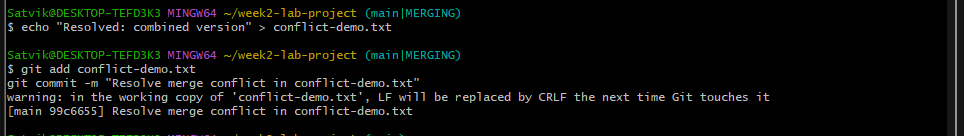 Satvik@DESKTOP-TEFD3K3 MINGW64 ~/week2-lab-project (main|MERGING)
$ echo "Resolved: combined version" > conflict-demo.txt
Satvik@DESKTOP-TEFD3K3 MINGW64 ~/week2-lab-project (main|MERGING)
$ git add conflict-demo.txt
git commit -m "Resolve merge conflict in conflict-demo.txt"
warning: in the working copy of 'conflict-demo.txt', LF will be replaced by CRLF the next time Git touches it
[main 99c6655] Resolve merge conflict in conflict-demo.txt